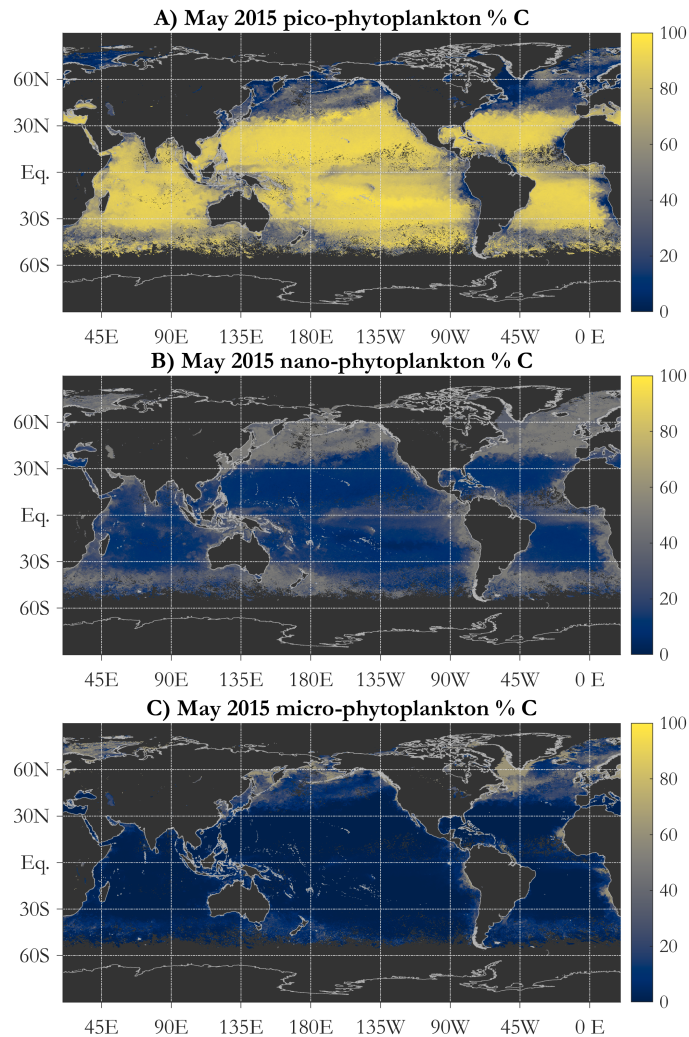 A) May 2015 pico-phytoplankton % C
100
80
60
40
20
0
60N
30N
Eq.
30S
60S
45E 90E 135E 180E 135W 90W 45W 0 E
B) May 2015 nano-phytoplankton % C
100
80
60
40
20
0
60N
30N
Eq.
30S
60S
45E 90E 135E 180E 135W 90W 45W 0 E
C) May 2015 micro-phytoplankton % C
100
80
60
40
20
0
60N
30N
Eq.
30S
60S
45E 90E 135E 180E 135W 90W 45W 0 E